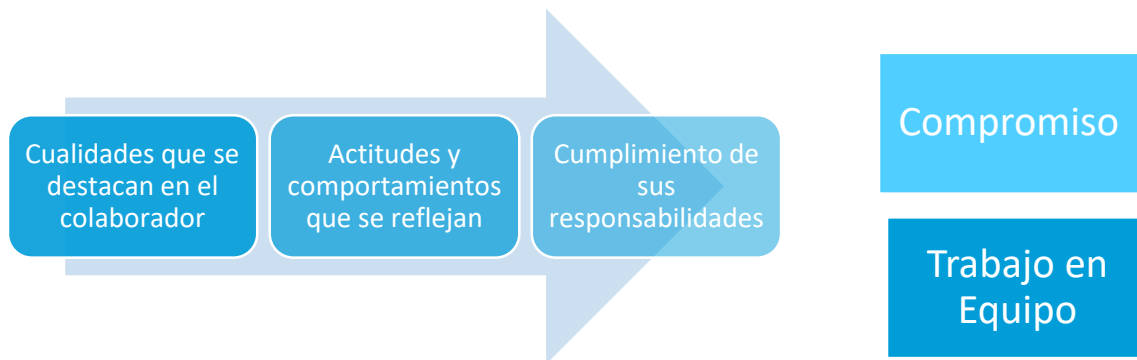 Cualidades que se
destacan en el
colaborador
Actitudes y
comportamientos
que se reflejan
Cumplimiento de
sus
responsabilidades
Compromiso
Trabajo en
Equipo